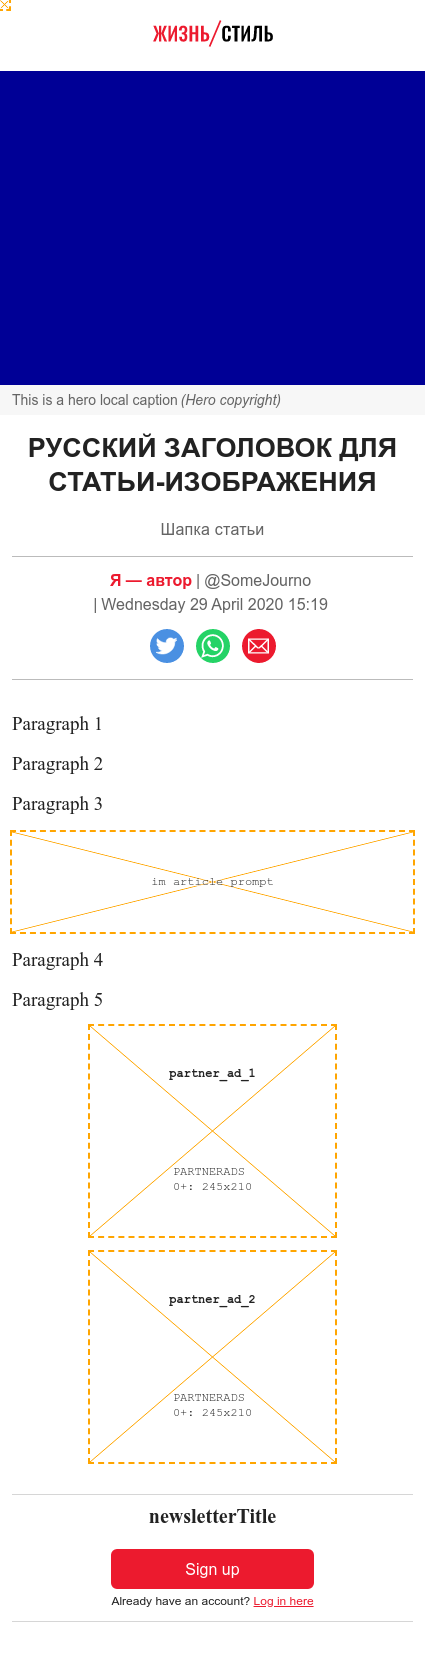 ЖИЗНЬ/СТИЛЬ
This is a hero local caption (Hero copyright)
РУССКИЙ ЗАГОЛОВОК ДЛЯ
СТАТЬИ-ИЗОБРАЖЕНИЯ
Шапка статьи
Я — автор | @SomeJourno
| Wednesday 29 April 2020 15:19
Paragraph 1
Paragraph 2
Paragraph 3
im article prompt
Paragraph 4
Paragraph 5
partner_ad_1
PARTNERADS
0+: 245x210
partner_ad_2
PARTNERADS
0+: 245x210
newsletterTitle
Sign up
Already have an account? Log in here